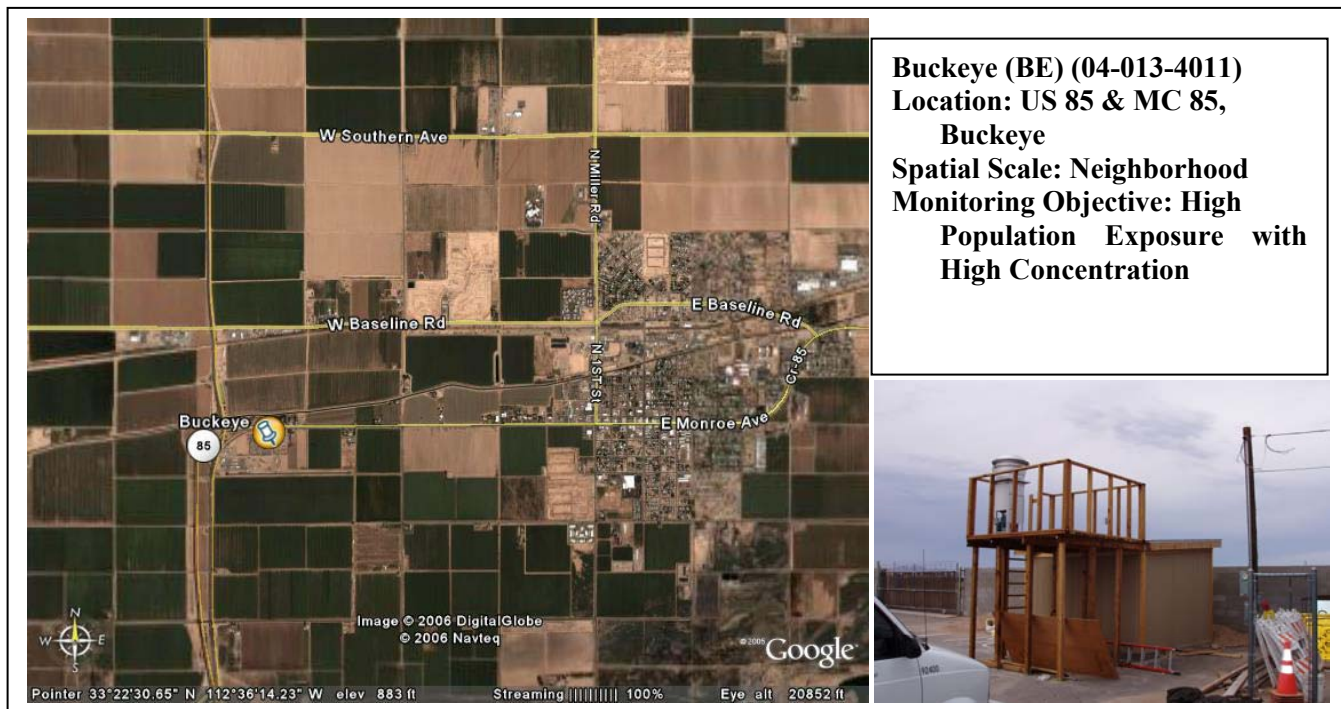 W Southern Ave
N Miller Rd
E Baseline Rd
W Baseline Rd
Cr-85
N 1ST St
Buckeye
85
E Monroe Ave
N
W E
S
Image © 2006 DigitalGlobe
© 2006 Navteq
©2005 Google
Pointer 33°22'30.65" N 112°36'14.23" W elev 883 ft Streaming |||||||||| 100% Eye alt 20852 ft
Buckeye (BE) (04-013-4011)
Location: US 85 & MC 85,
Buckeye
Spatial Scale: Neighborhood
Monitoring Objective: High
Population Exposure with
High Concentration
92400